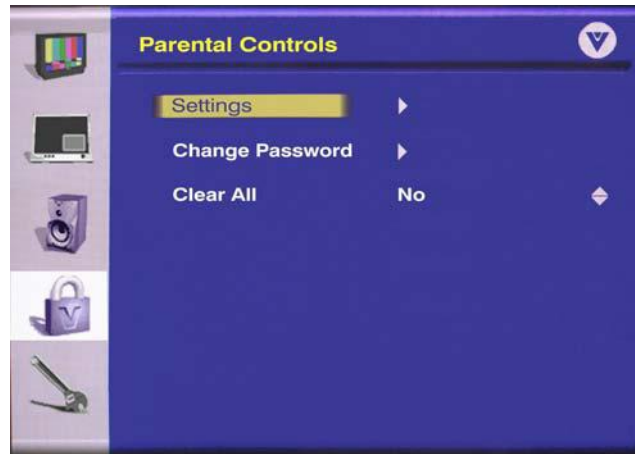 Parental Controls
V
Settings
Change Password
Clear All No
V